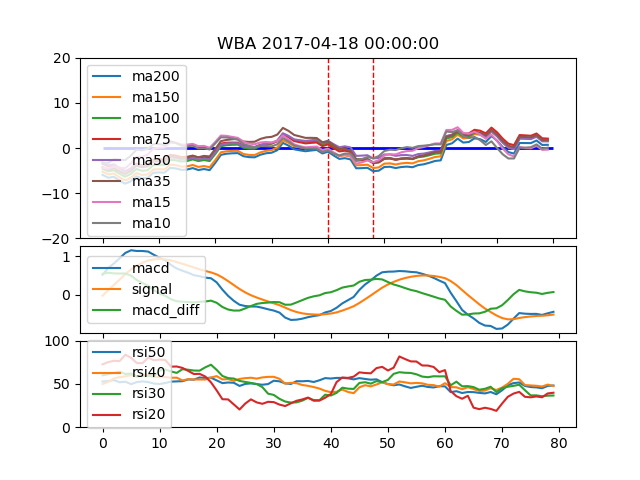 WBA 2017-04-18 00:00:00
20
10
0
−10
−20
ma200
ma150
ma100
ma75
ma50
ma35
ma15
ma10
1
0
macd
signal
macd_diff
100
50
0
rsi50
rsi40
rsi30
rsi20
0 10 20 30 40 50 60 70 80